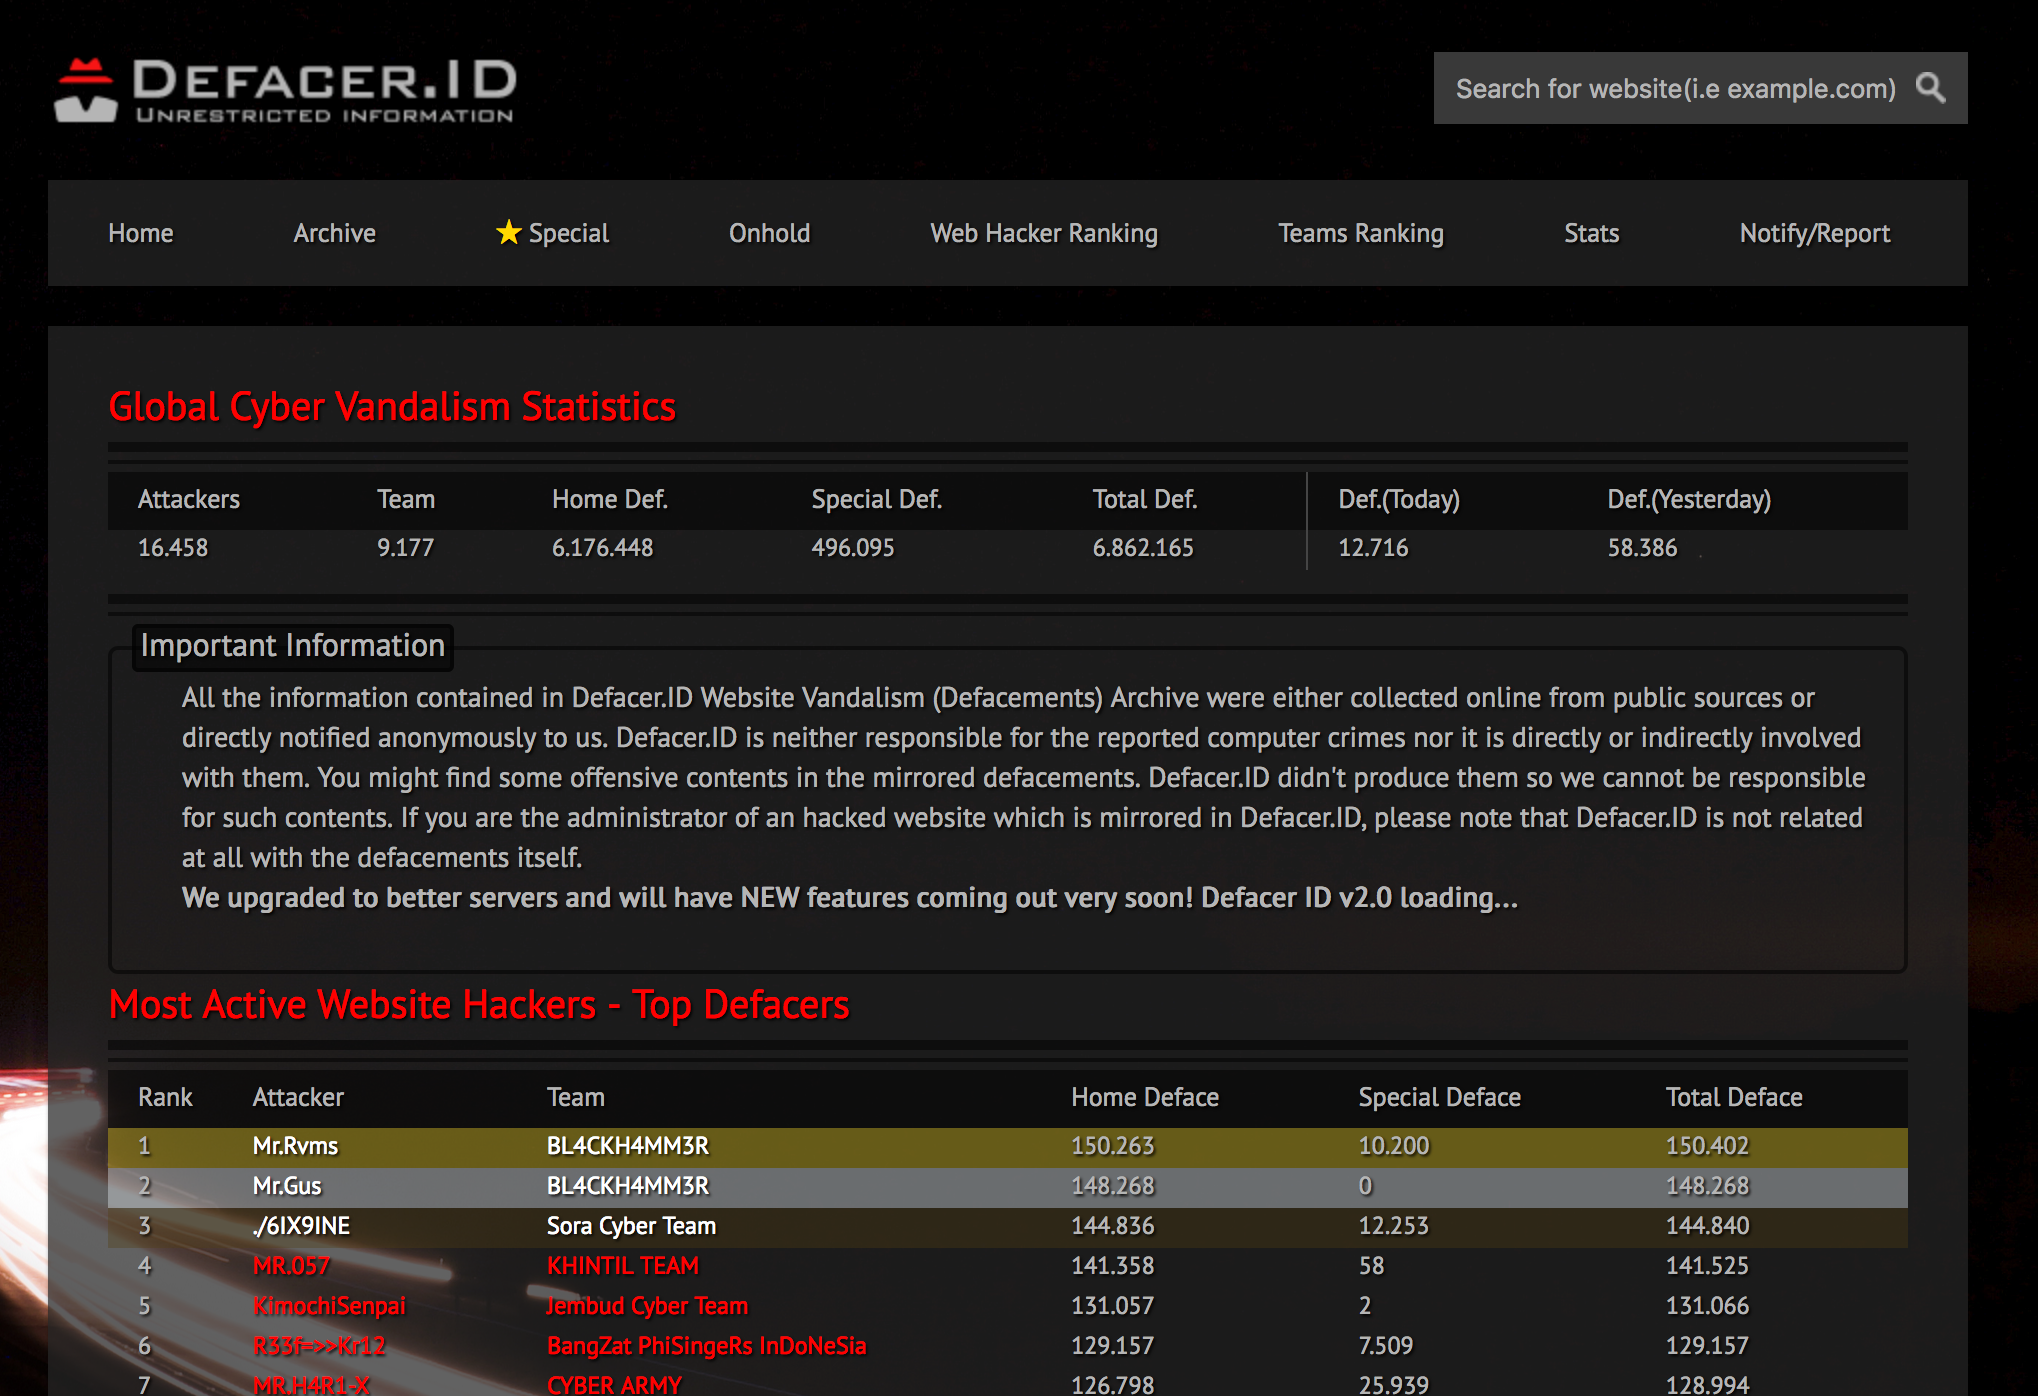 DEFACER.ID
UNRESTRICTED INFORMATION
Search for website(i.e example.com)
Home Archive Special Onhold Web Hacker Ranking Teams Ranking Stats Notify/Report
Global Cyber Vandalism Statistics
Attackers Team Home Def. Special Def. Total Def. Def.(Today) Def.(Yesterday)
16.458 9.177 6.176.448 496.095 6.862.165 12.716 58.386
Important Information
All the information contained in Defacer.ID Website Vandalism (Defacements) Archive were either collected online from public sources or
directly notified anonymously to us. Defacer.ID is neither responsible for the reported computer crimes nor it is directly or indirectly involved
with them. You might find some offensive contents in the mirrored defacements. Defacer.ID didn't produce them so we cannot be responsible
for such contents. If you are the administrator of an hacked website which is mirrored in Defacer.ID, please note that Defacer.ID is not related
at all with the defacements itself.
We upgraded to better servers and will have NEW features coming out very soon! Defacer ID v2.0 loading...
Most Active Website Hackers - Top Defacers
Rank Attacker Team Home Deface Special Deface Total Deface
1 Mr.Rvms BL4CKH4MM3R 150.263 10.200 150.402
2 Mr.Gus BL4CKH4MM3R 148.268 0 148.268
3 ./6IX9INE Sora Cyber Team 144.836 12.253 144.840
4 MR.057 KHINTIL TEAM 141.358 58 141.525
5 KimochiSenpai Jembud Cyber Team 131.057 2 131.066
6 R33f=>>Kr12 BangZat PhiSingeRs InDoNeSia 129.157 7.509 129.157
7 MR.H4R1-X CYBER ARMY 126.798 25.939 128.994